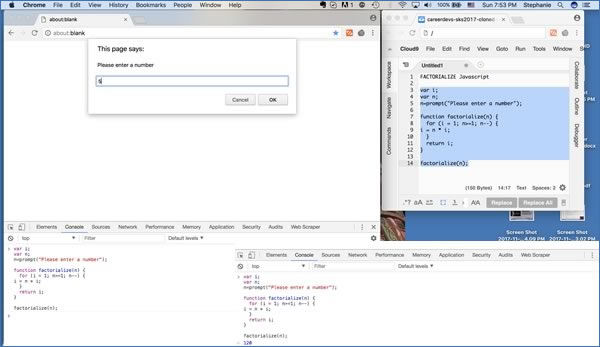 Chrome File Edit View History Bookmarks People Window Help
100%
Sun 7:53 PM Stephanie
about:blank
Stephanie
about:blank
This page says:
Please enter a number
Cancel OK
careerdevs-sks2017-cloned
/
Cloud9 File Edit Find View Goto Run Tools Window Su
Workspace
Navigate
Commands
Collaborate
Outline
Debugger
Untitled1
1 FACTORIALIZE Javascript
2
3 var i;
4 var n;
5 n=prompt("Please enter a number");
6
7 function factorialize(n) {
8 for (i = 1; n>=1; n--) {
9 i = n * i;
10 }
11 return i;
12 }
13
14 factorialize(n);
(150 Bytes) 14:17 Text Spaces: 2
Replace Replace All
Screen Shot
2017-11-...4.09 PM
Screen Shot
2017-11-...3.02 PM
Elements Console Sources Network Performance Memory Application Security Audits Web Scraper
top Filter Default levels
var i;
var n;
n=prompt("Please enter a number");
function factorialize(n) {
for (i = 1; n>=1; n--) {
i = n * i;
}
return i;
}
factorialize(n);
Elements Console Sources Network Performance Memory Application Security Audits Web Scraper
top Filter Default levels
var i;
var n;
n=prompt("Please enter a number");
function factorialize(n) {
for (i = 1; n>=1; n--) {
i = n * i;
}
return i;
}
factorialize(n);
120